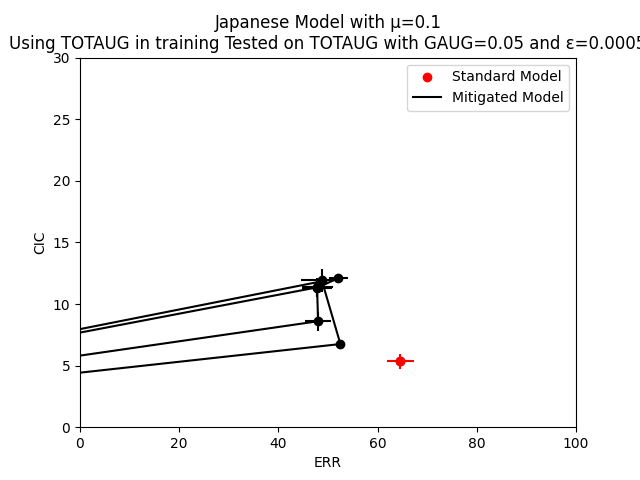 Japanese Model with μ=0.1
Using TOTAUG in training Tested on TOTAUG with GAUG=0.05 and ε=0.0005
30
25
20
15
10
5
0
CIC
Standard Model
Mitigated Model
0 20 40 60 80 100
ERR